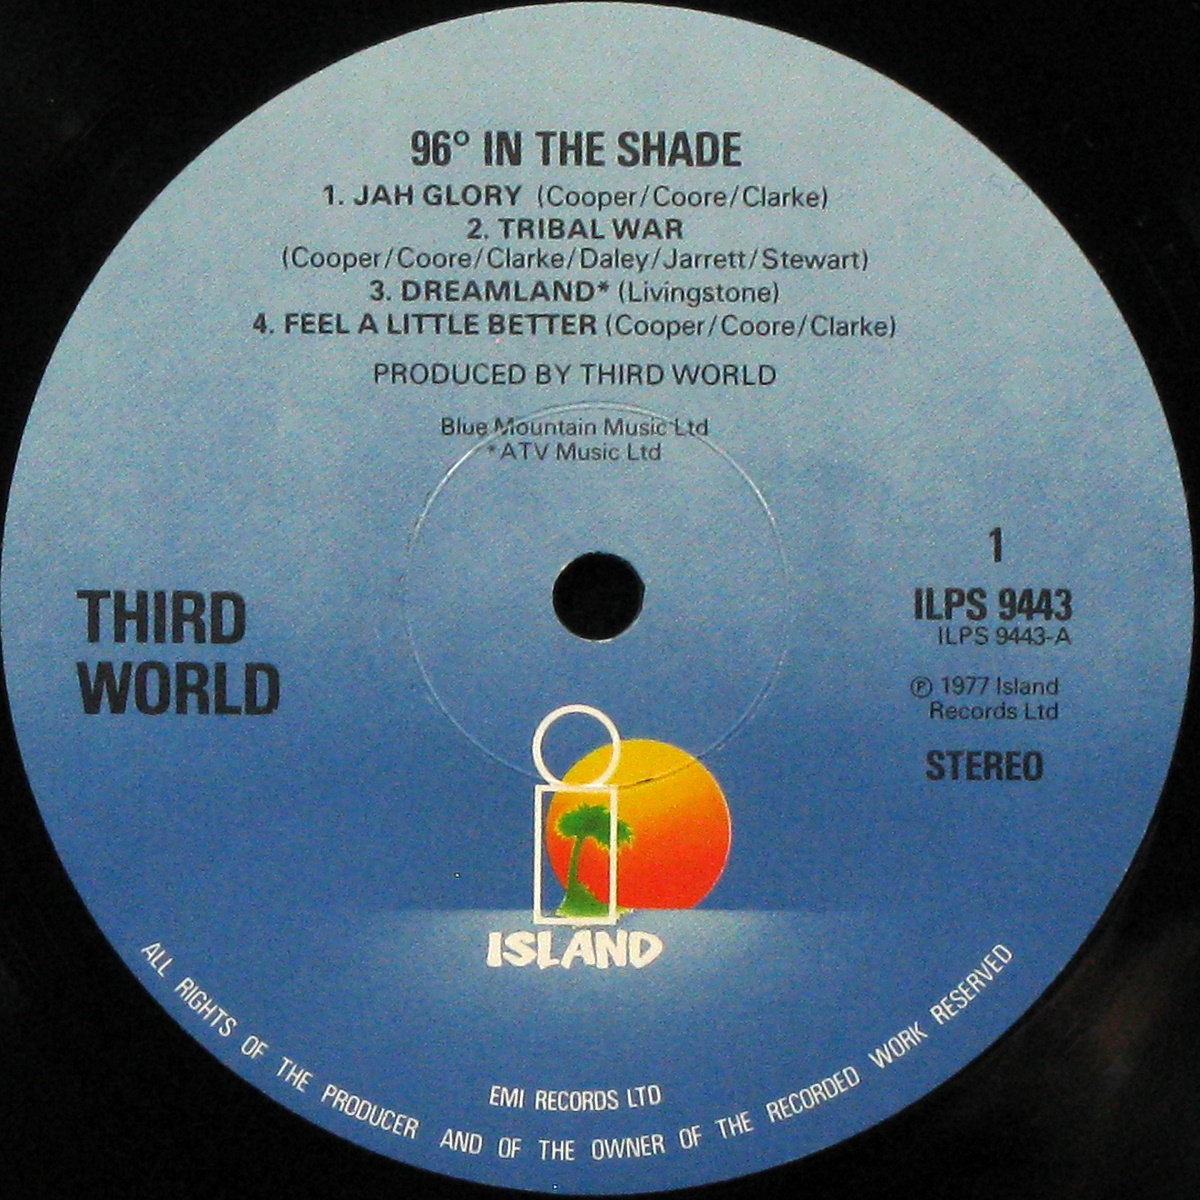 96° IN THE SHADE
1. JAH GLORY (Cooper/Coore/Clarke)
2. TRIBAL WAR
(Cooper/Coore/Clarke/Daley/Jarrett/Stewart)
3. DREAMLAND* (Livingstone)
4. FEEL A LITTLE BETTER (Cooper/Coore/Clarke)
PRODUCED BY THIRD WORLD
Blue Mountain Music Ltd
*ATV Music Ltd
THIRD
WORLD
1
ILPS 9443
ILPS 9443-A
℗ 1977 Island
Records Ltd
STEREO
ISLAND
EMI RECORDS LTD
ALL RIGHTS OF THE PRODUCER AND OF THE OWNER OF THE RECORDED WORK RESERVED